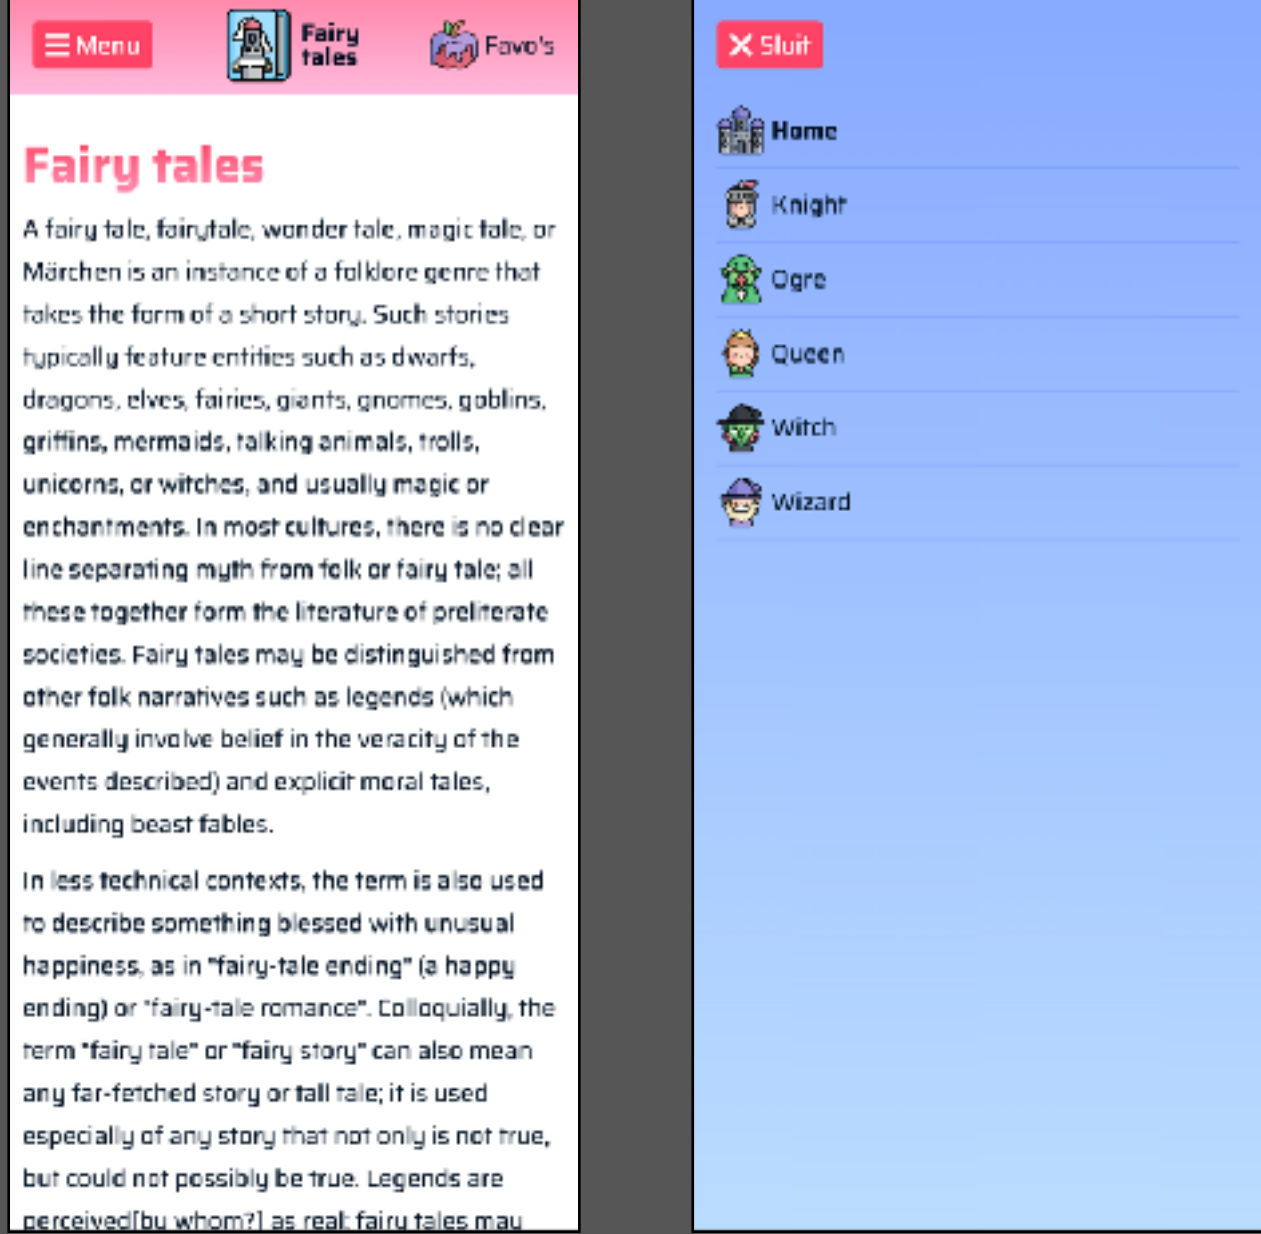 Menu
Fairy
tales
Favo's
Fairy tales
A fairy tale, fairytale, wonder tale, magic tale, or
Märchen is an instance of a folklore genre that
takes the form of a short story. Such stories
typically feature entities such as dwarfs,
dragons, elves, fairies, giants, gnomes, goblins,
griffins, mermaids, talking animals, trolls,
unicorns, or witches, and usually magic or
enchantments. In most cultures, there is no clear
line separating myth from folk or fairy tale; all
these together form the literature of preliterate
societies. Fairy tales may be distinguished from
other folk narratives such as legends (which
generally involve belief in the veracity of the
events described) and explicit moral tales,
including beast fables.
In less technical contexts, the term is also used
to describe something blessed with unusual
happiness, as in "fairy-tale ending" (a happy
ending) or "fairy-tale romance". Colloquially, the
term "fairy tale" or "fairy story" can also mean
any far-fetched story or tall tale; it is used
especially of any story that not only is not true,
but could not possibly be true. Legends are
perceived[by whom?] as real; fairy tales may
Sluit
Home
Knight
Ogre
Queen
Witch
Wizard